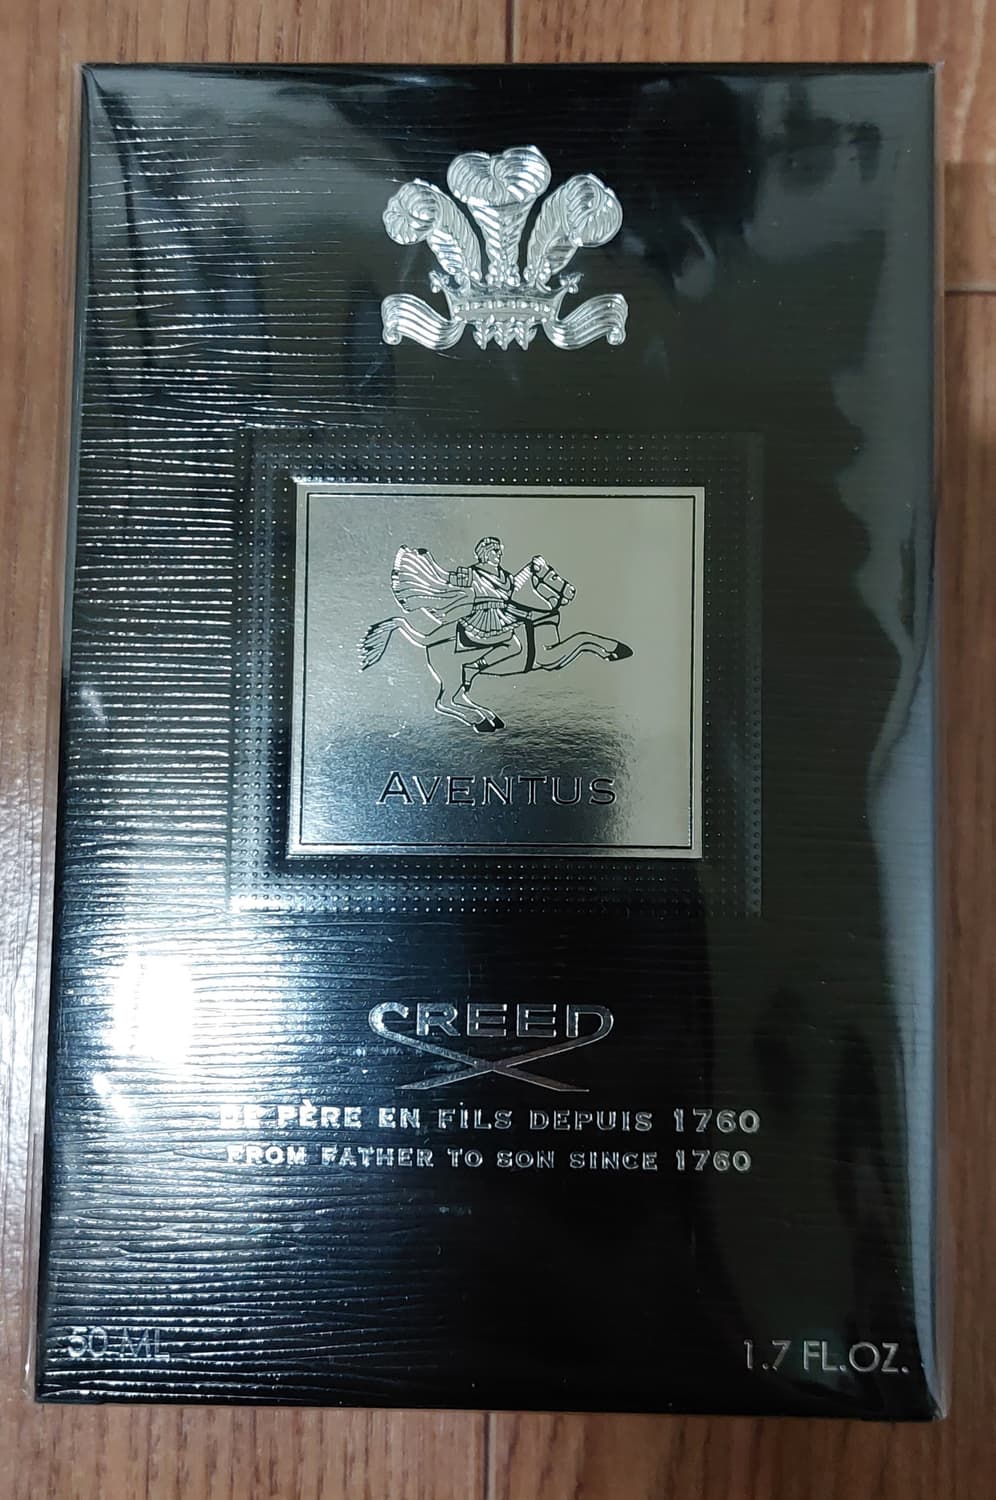 AVENTUS
CREED
DE PÈRE EN FILS DEPUIS 1760
FROM FATHER TO SON SINCE 1760
50 ML
1.7 FL.OZ.